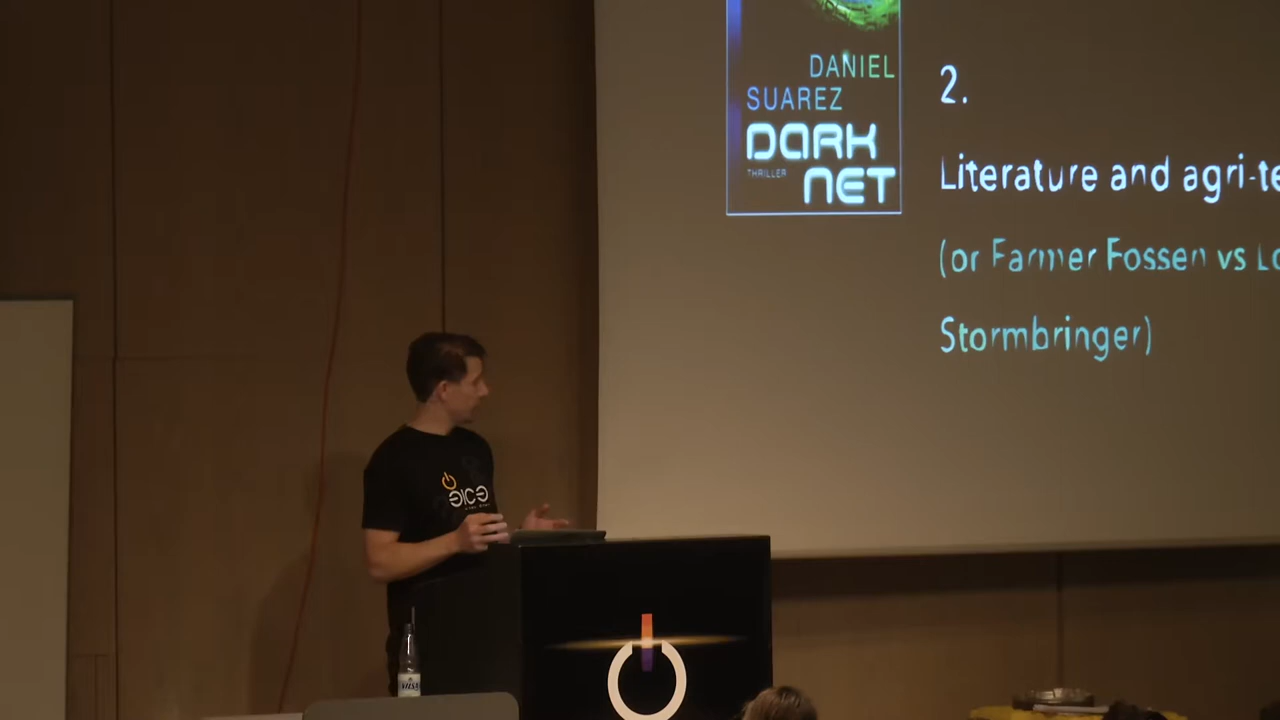 DANIEL
SUAREZ
DARK
THRILLER
NET
2.
Literature and agri-te
(or Farmer Fossen vs Lo
Stormbringer)